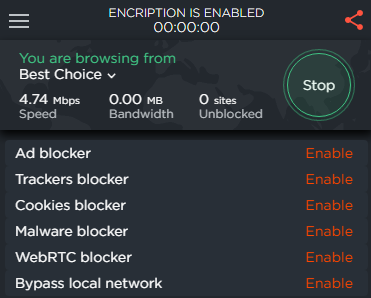 ENCRIPTION IS ENABLED
00:00:00
You are browsing from
Best Choice
4.74 Mbps 0.00 MB 0 sites
Speed Bandwidth Unblocked
Stop
Ad blocker Enable
Trackers blocker Enable
Cookies blocker Enable
Malware blocker Enable
WebRTC blocker Enable
Bypass local network Enable